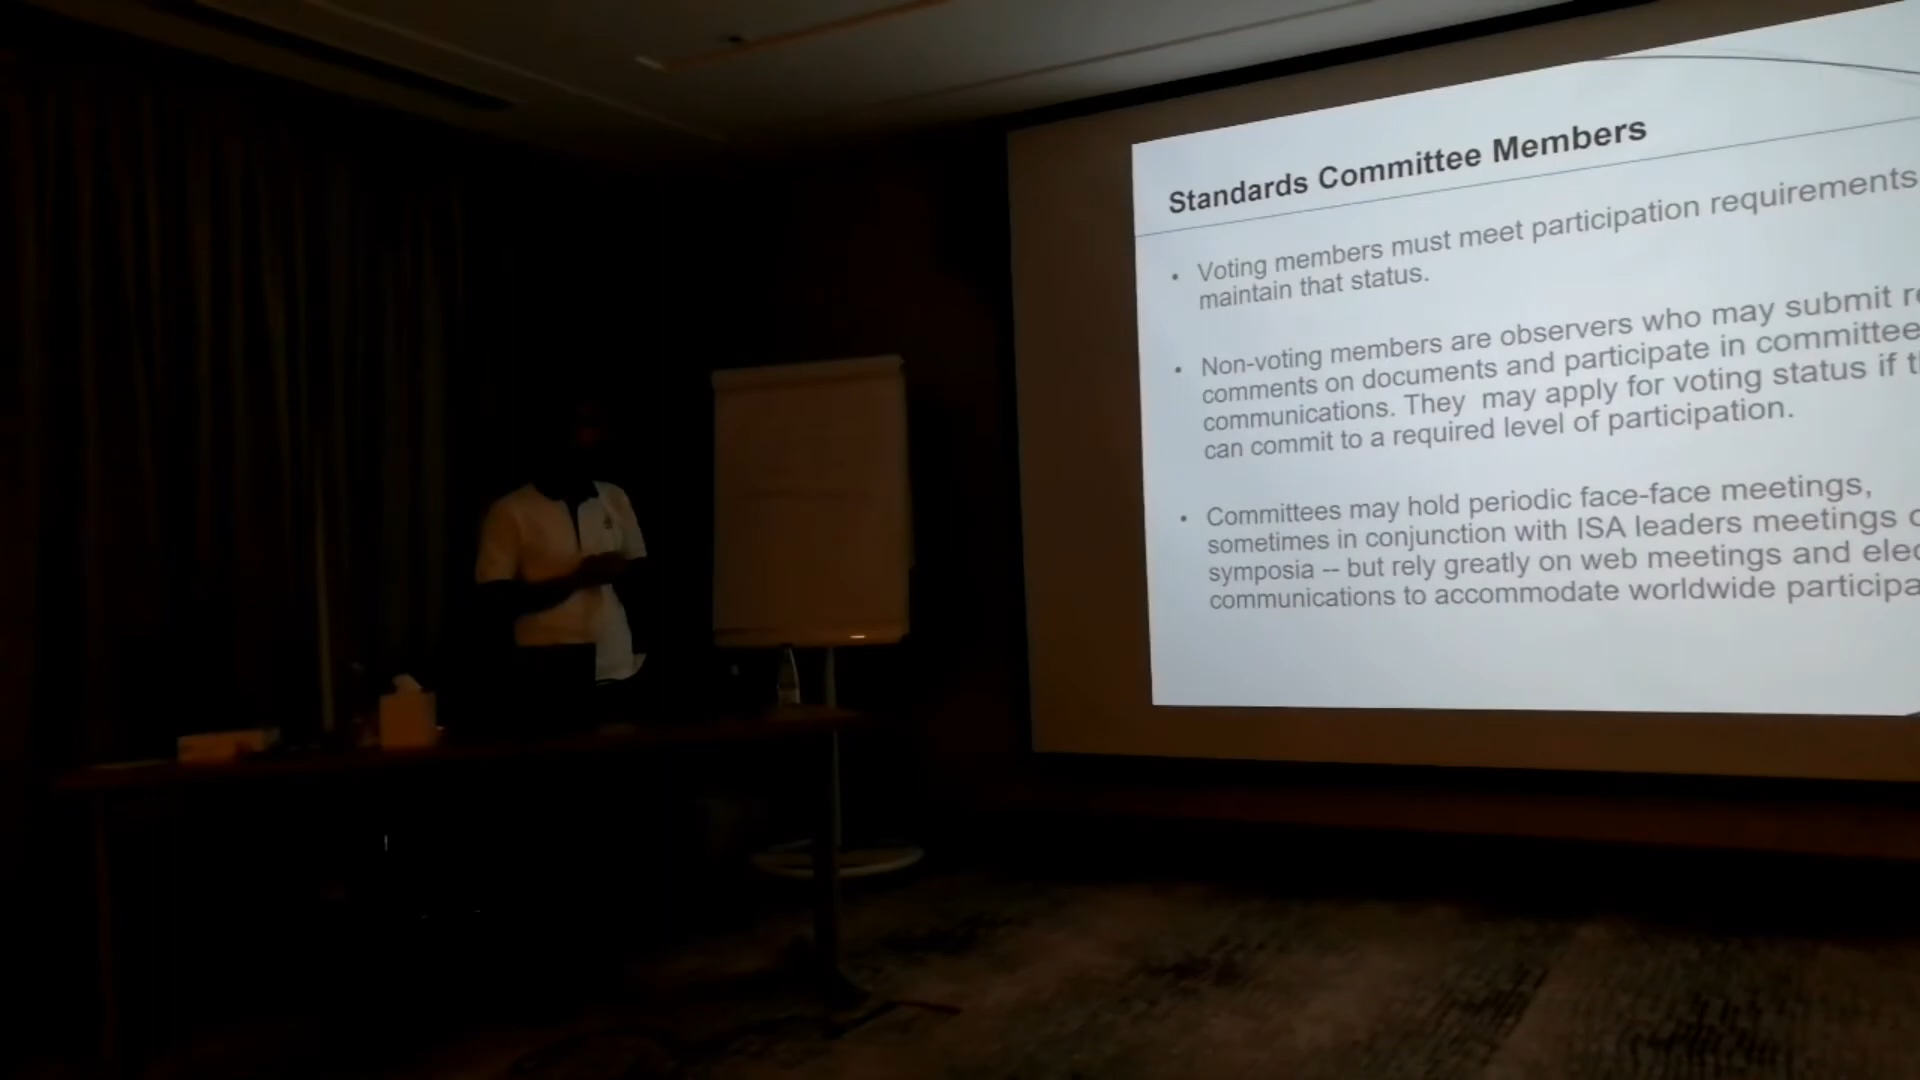 Standards Committee Members
• Voting members must meet participation requirements
maintain that status.
• Non-voting members are observers who may submit
comments on documents and participate in committee
communications. They may apply for voting status if
can commit to a required level of participation.
• Committees may hold periodic face-face meetings,
sometimes in conjunction with ISA leaders meetings
symposia -- but rely greatly on web meetings and
communications to accommodate worldwide